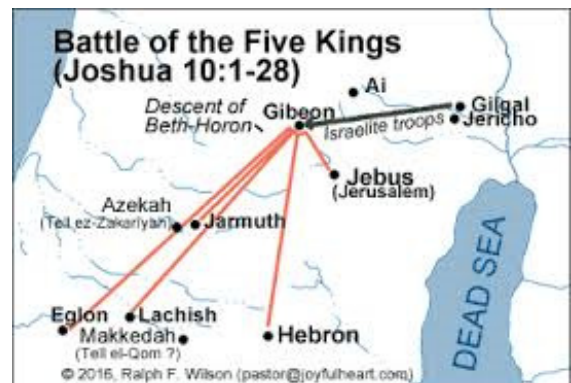 Battle of the Five Kings
(Joshua 10:1-28)
Ai
Descent of
Beth-Horon
Gibeon
Gilgal
Jericho
Israelite troops
Jebus
(Jerusalem)
Azekah
(Tell ez-Zakariyah)
Jarmuth
DEAD SEA
Eglon
Lachish
Makkedah
(Tell el-Qom ?)
Hebron
© 2016, Ralph F. Wilson (pastor@joyfulheart.com)